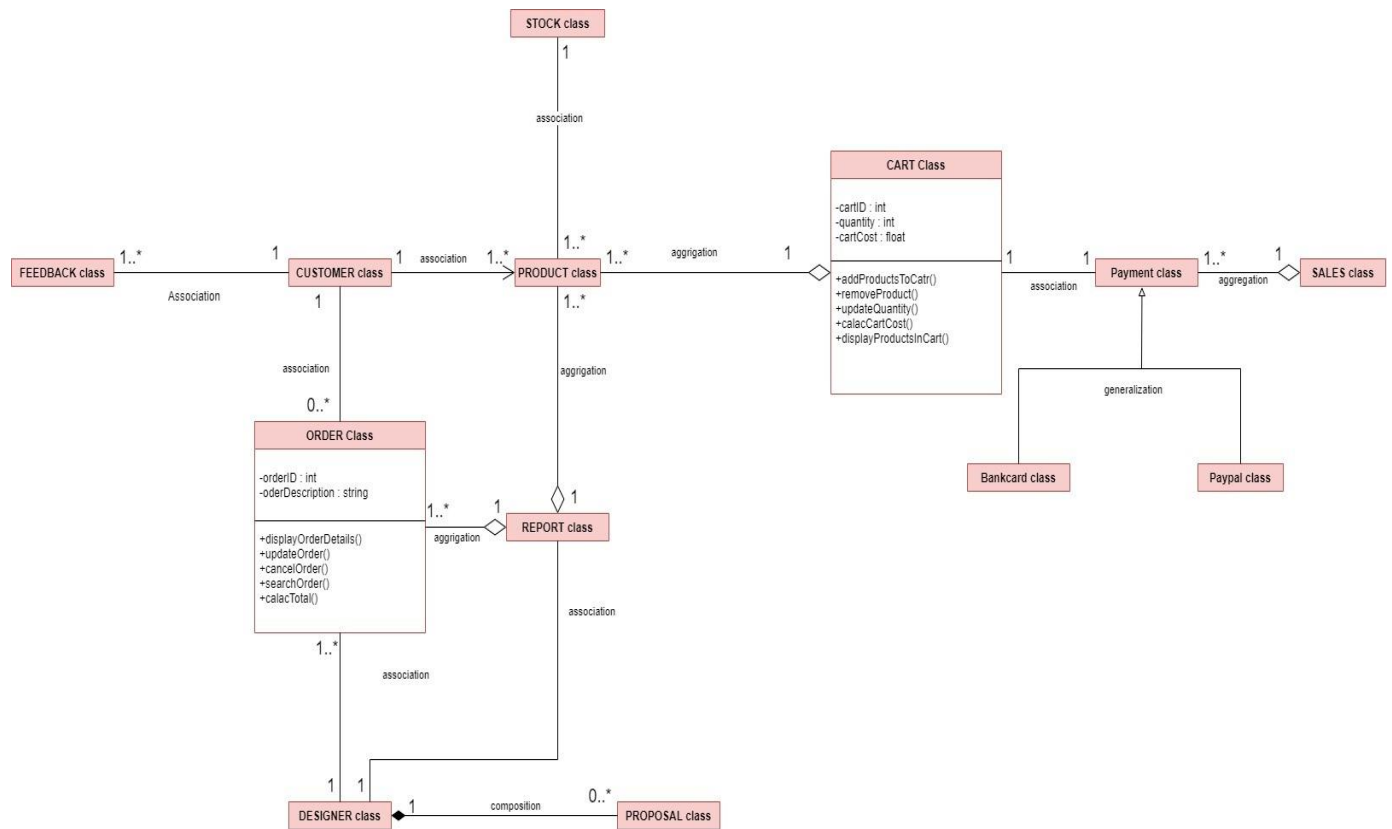 STOCK class
1
association
CART Class
-cartID : int
-quantity : int
-cartCost : float
+addProductsToCatr()
+removeProduct()
+updateQuantity()
+calacCartCost()
+displayProductsInCart()
1..*
1
1
association
1..*
1..*
1..*
aggrigation
1
1
1
association
1..*
1
aggregation
FEEDBACK class
Association
CUSTOMER class
PRODUCT class
Payment class
SALES class
1
1..*
association
aggrigation
generalization
0..*
ORDER Class
-orderID : int
-oderDescription : string
+displayOrderDetails()
+updateOrder()
+cancelOrder()
+searchOrder()
+calacTotal()
Bankcard class
Paypal class
1
1..*
1
aggrigation
REPORT class
association
1..*
association
1
1
DESIGNER class
1
composition
0..*
PROPOSAL class